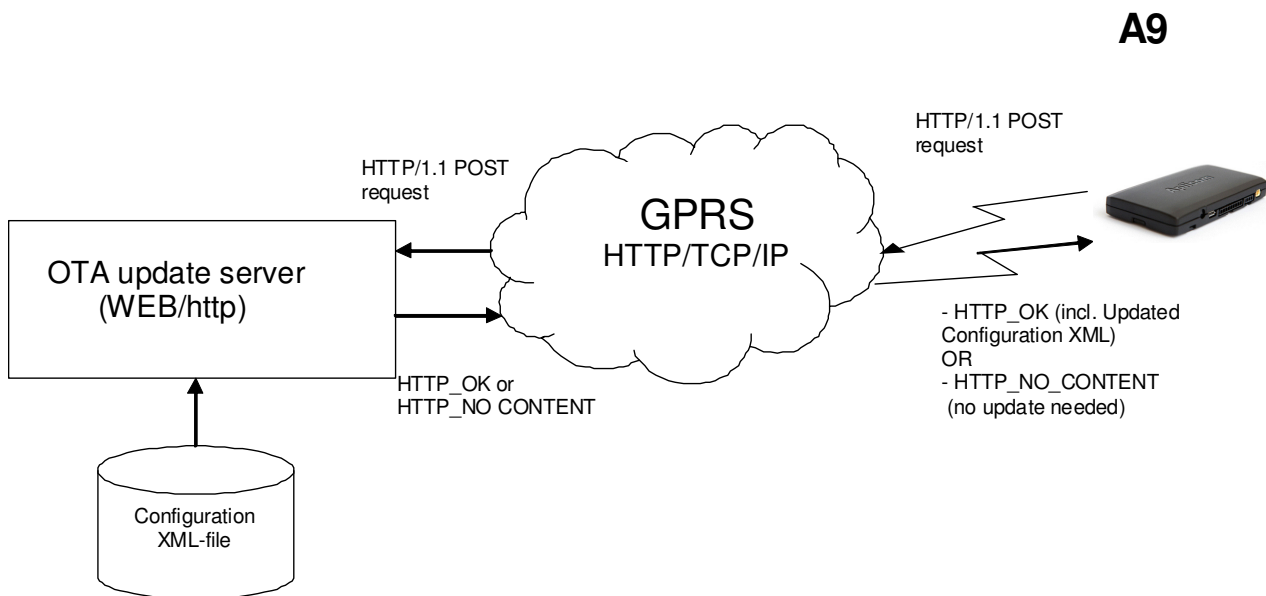 A9
HTTP/1.1 POST
request
HTTP/1.1 POST
request
GPRS
HTTP/TCP/IP
OTA update server
(WEB/http)
- HTTP_OK (incl. Updated
Configuration XML)
OR
- HTTP_NO_CONTENT
(no update needed)
HTTP_OK or
HTTP_NO CONTENT
Configuration
XML-file